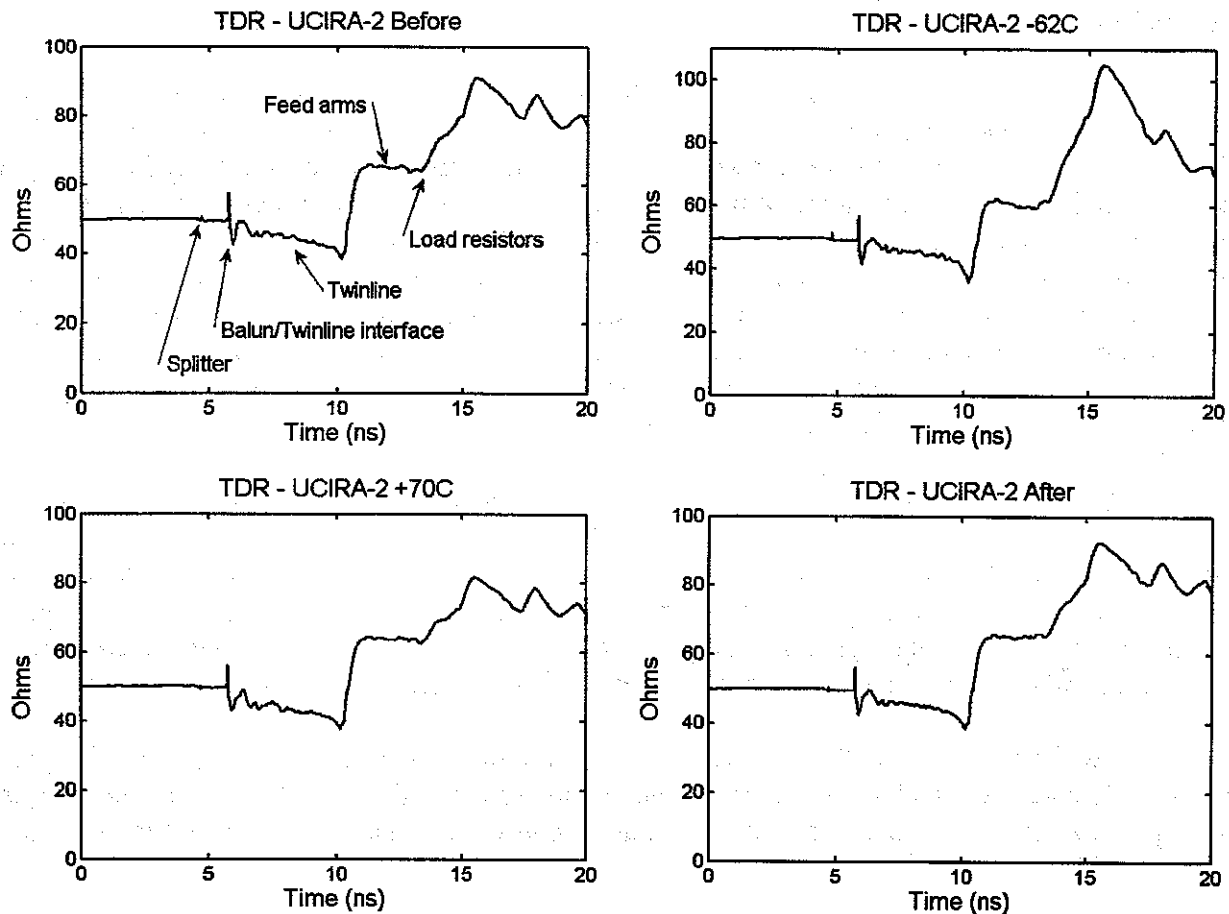 TDR - UCIRA-2 Before
100
80
60
40
20
0
Ohms
Feed arms
Load resistors
Twinline
Balun/Twinline interface
Splitter
0 5 10 15 20
Time (ns)
TDR - UCIRA-2 -62C
100
80
60
40
20
0
Ohms
0 5 10 15 20
Time (ns)
TDR - UCIRA-2 +70C
100
80
60
40
20
0
Ohms
0 5 10 15 20
Time (ns)
TDR - UCIRA-2 After
100
80
60
40
20
0
Ohms
0 5 10 15 20
Time (ns)